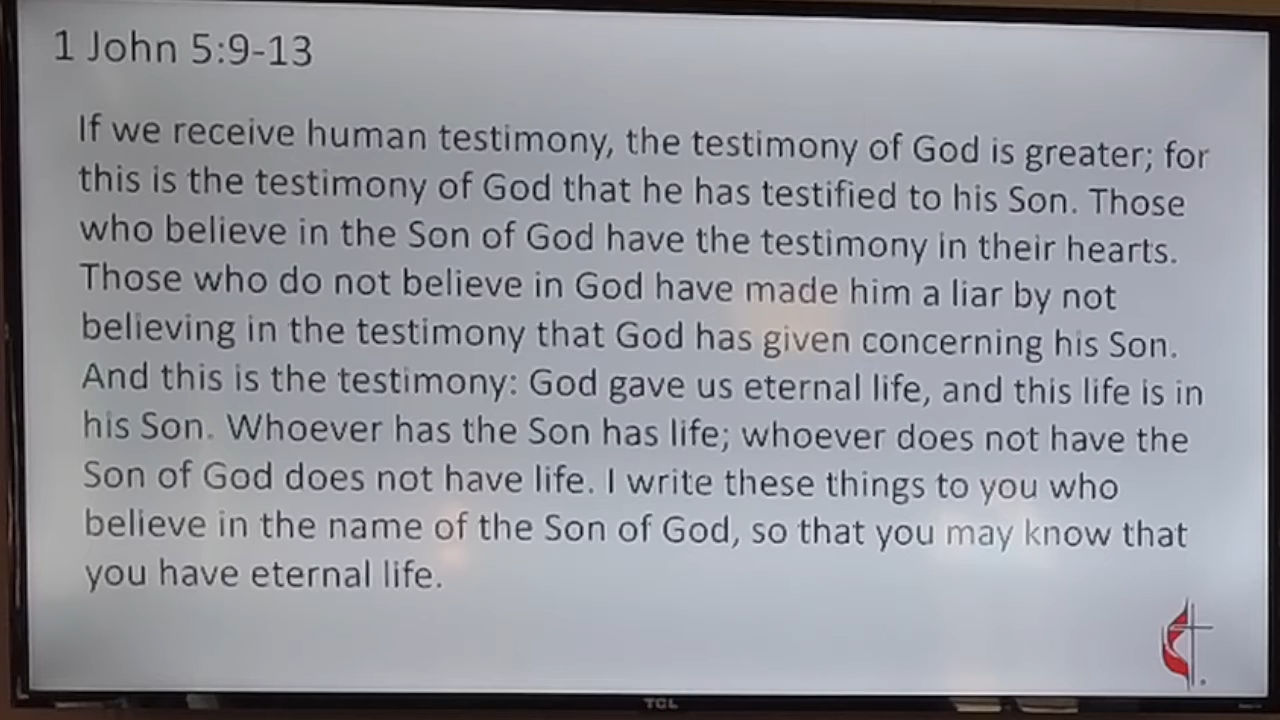 1 John 5:9-13
If we receive human testimony, the testimony of God is greater; for
this is the testimony of God that he has testified to his Son. Those
who believe in the Son of God have the testimony in their hearts.
Those who do not believe in God have made him a liar by not
believing in the testimony that God has given concerning his Son.
And this is the testimony: God gave us eternal life, and this life is in
his Son. Whoever has the Son has life; whoever does not have the
Son of God does not have life. I write these things to you who
believe in the name of the Son of God, so that you may know that
you have eternal life.
TCL